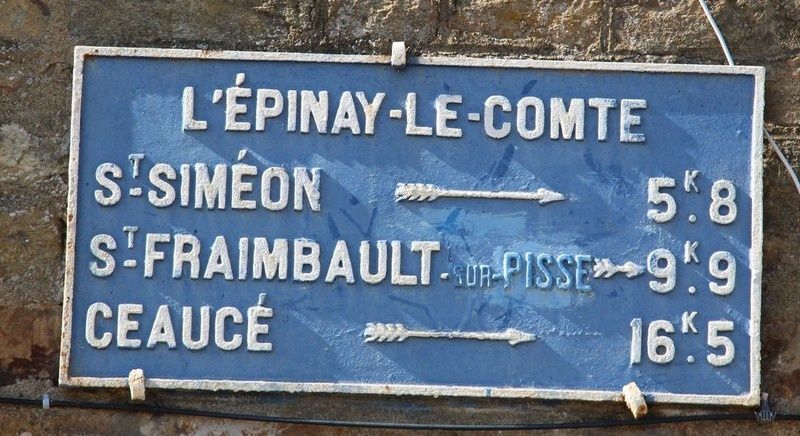 L'ÉPINAY-LE-COMTE
ST-SIMÉON 5K.8
ST-FRAIMBAULT-SUR-PISSE 9K.9
CEAUCÉ 16K.5